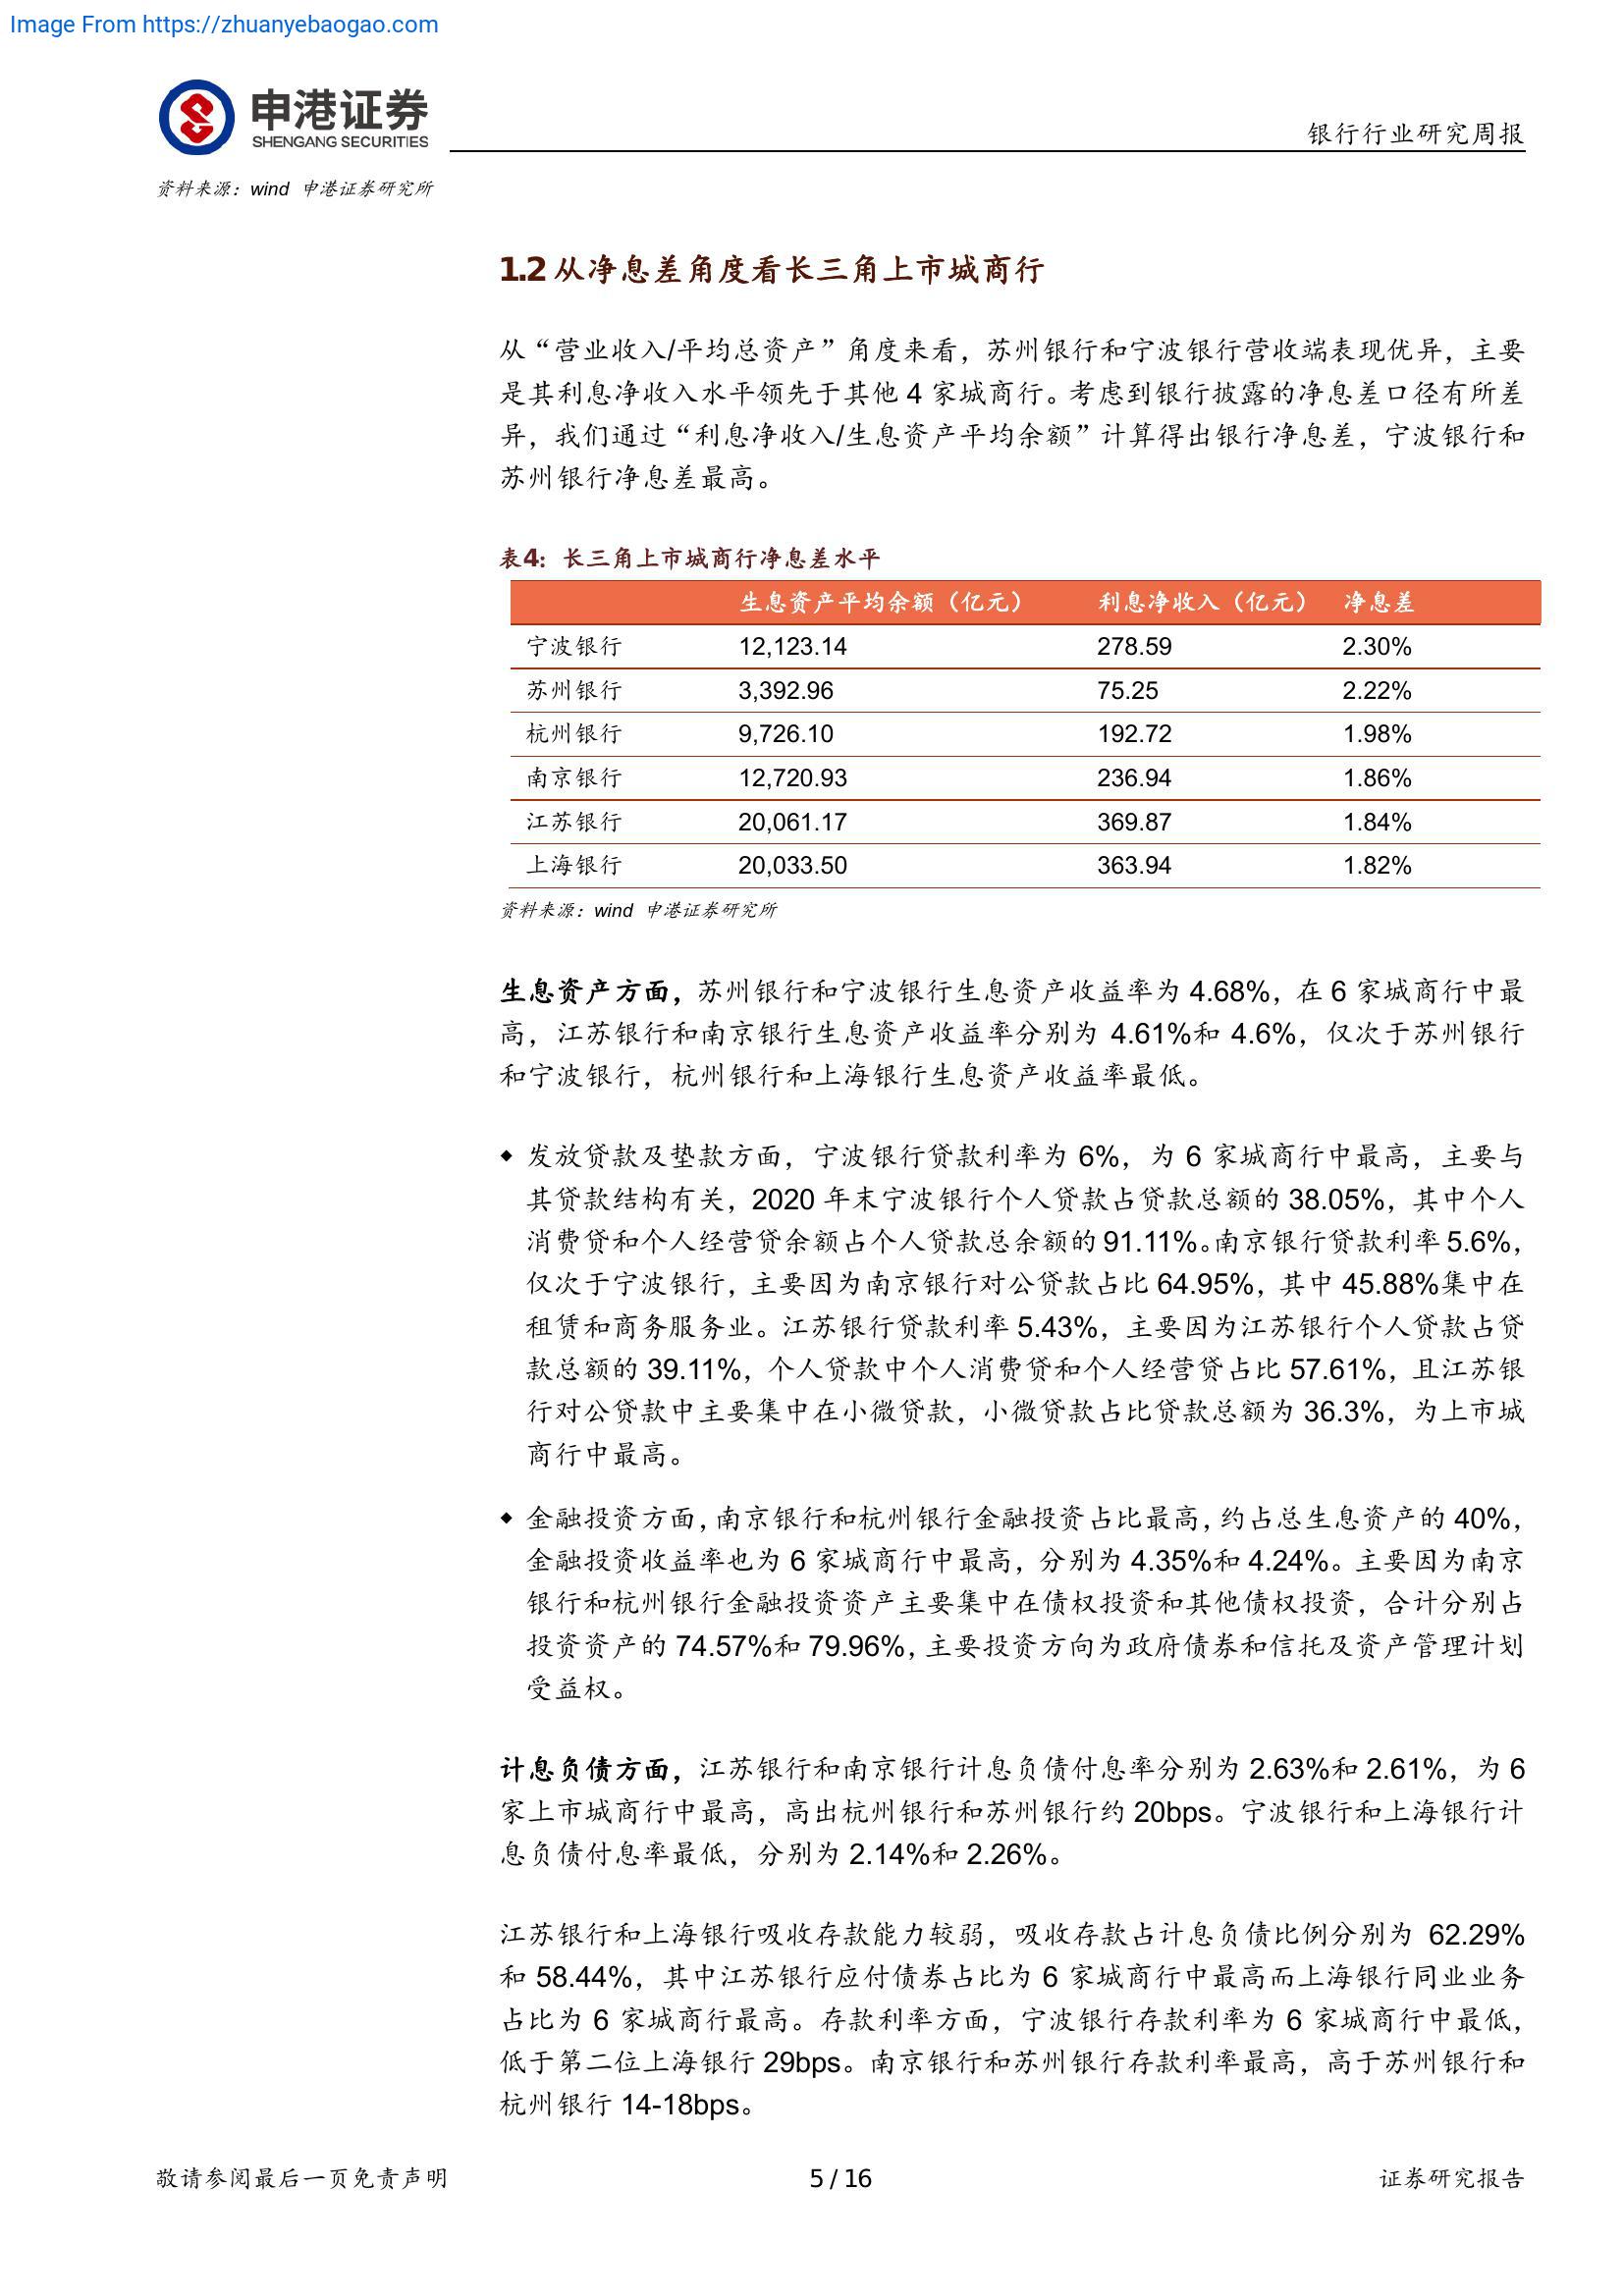 Image From https://zhuanyebaogao.com
申港证券
SHENGANG SECURITIES
银行行业研究周报
资料来源：wind 申港证券研究所
1.2 从净息差角度看长三角上市城商行
从“营业收入/平均总资产”角度来看，苏州银行和宁波银行营收端表现优异，主要
是其利息净收入水平领先于其他 4 家城商行。考虑到银行披露的净息差口径有所差
异，我们通过“利息净收入/生息资产平均余额”计算得出银行净息差，宁波银行和
苏州银行净息差最高。
表4：长三角上市城商行净息差水平
生息资产平均余额（亿元） 利息净收入（亿元） 净息差
宁波银行 12,123.14 278.59 2.30%
苏州银行 3,392.96 75.25 2.22%
杭州银行 9,726.10 192.72 1.98%
南京银行 12,720.93 236.94 1.86%
江苏银行 20,061.17 369.87 1.84%
上海银行 20,033.50 363.94 1.82%
资料来源：wind 申港证券研究所
生息资产方面，苏州银行和宁波银行生息资产收益率为 4.68%，在 6 家城商行中最
高，江苏银行和南京银行生息资产收益率分别为 4.61%和 4.6%，仅次于苏州银行
和宁波银行，杭州银行和上海银行生息资产收益率最低。
◆ 发放贷款及垫款方面，宁波银行贷款利率为 6%，为 6 家城商行中最高，主要与
其贷款结构有关，2020 年末宁波银行个人贷款占贷款总额的 38.05%，其中个人
消费贷和个人经营贷余额占个人贷款总余额的 91.11%。南京银行贷款利率 5.6%，
仅次于宁波银行，主要因为南京银行对公贷款占比 64.95%，其中 45.88%集中在
租赁和商务服务业。江苏银行贷款利率 5.43%，主要因为江苏银行个人贷款占贷
款总额的 39.11%，个人贷款中个人消费贷和个人经营贷占比 57.61%，且江苏银
行对公贷款中主要集中在小微贷款，小微贷款占比贷款总额为 36.3%，为上市城
商行中最高。
◆ 金融投资方面，南京银行和杭州银行金融投资占比最高，约占总生息资产的 40%，
金融投资收益率也为 6 家城商行中最高，分别为 4.35%和 4.24%。主要因为南京
银行和杭州银行金融投资资产主要集中在债权投资和其他债权投资，合计分别占
投资资产的 74.57%和 79.96%，主要投资方向为政府债券和信托及资产管理计划
受益权。
计息负债方面，江苏银行和南京银行计息负债付息率分别为 2.63%和 2.61%，为 6
家上市城商行中最高，高出杭州银行和苏州银行约 20bps。宁波银行和上海银行计
息负债付息率最低，分别为 2.14%和 2.26%。
江苏银行和上海银行吸收存款能力较弱，吸收存款占计息负债比例分别为 62.29%
和 58.44%，其中江苏银行应付债券占比为 6 家城商行中最高而上海银行同业业务
占比为 6 家城商行最高。存款利率方面，宁波银行存款利率为 6 家城商行中最低，
低于第二位上海银行 29bps。南京银行和苏州银行存款利率最高，高于苏州银行和
杭州银行 14-18bps。
敬请参阅最后一页免责声明 5 / 16 证券研究报告